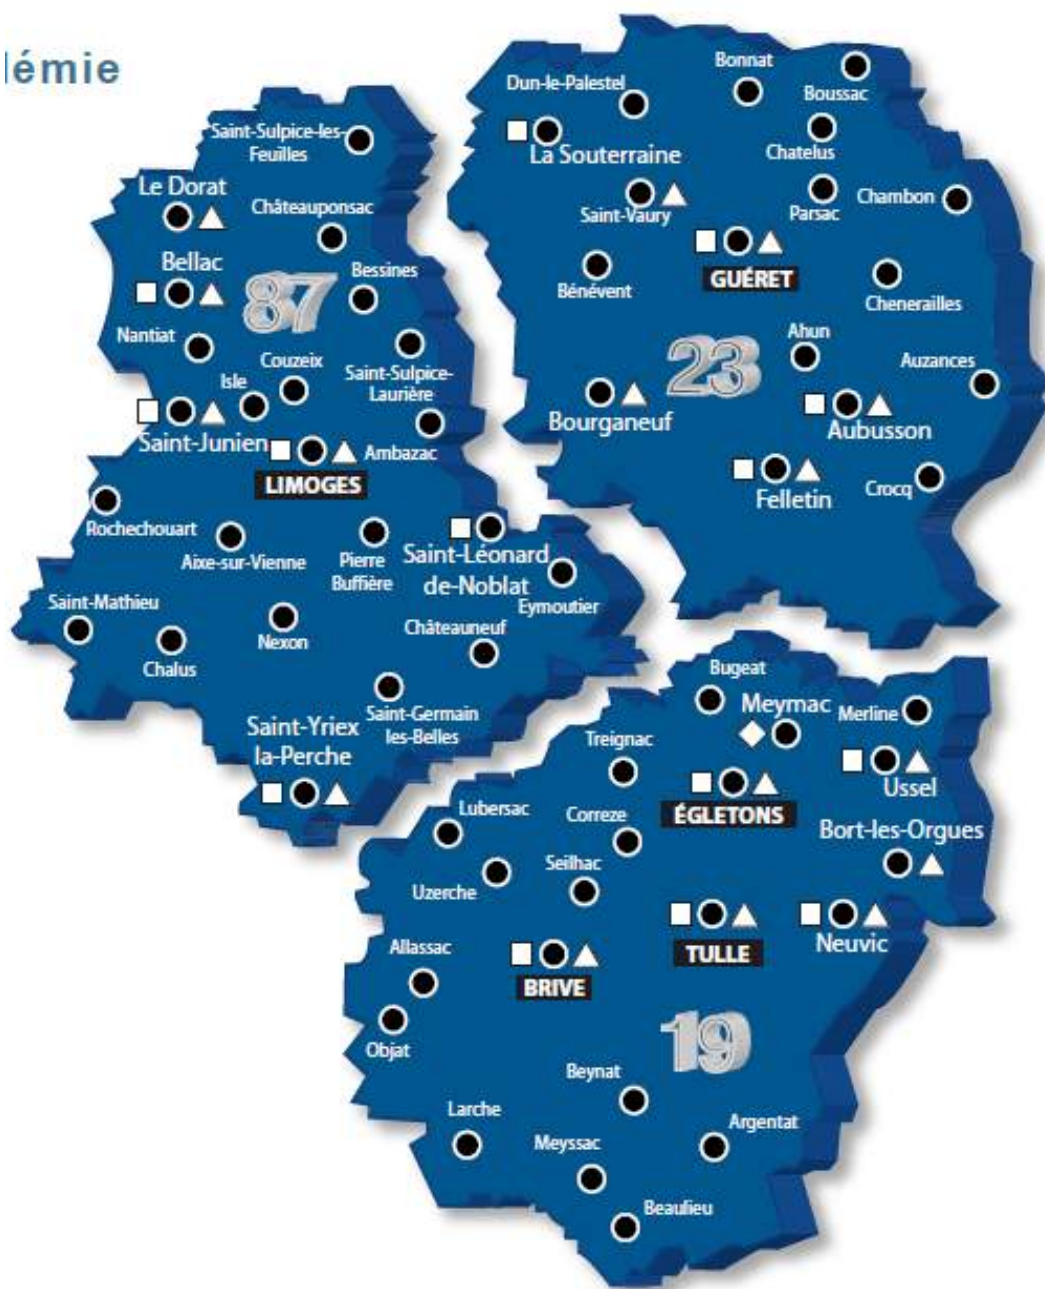 lémie
Saint-Sulpice-les-
Feuilles
Le Dorat
Châteauponsac
Bellac
Bessines
87
Nantiat
Couzeix
Isle
Saint-Sulpice-
Laurière
Saint-Junien
Ambazac
LIMOGES
Rochechouart
Aixe-sur-Vienne
Pierre
Buffière
Saint-Léonard
de-Noblat
Eymoutier
Saint-Mathieu
Chalus
Nexon
Châteauneuf
Saint-Germain
les-Belles
Saint-Yriex
la-Perche
Dun-le-Palestel
Bonnat
Boussac
La Souterraine
Chatelus
Saint-Vaury
Parsac
Chambon
GUÉRET
Bénévent
Chenerailles
23
Ahun
Auzances
Bourganeuf
Aubusson
Felletin
Crocq
Bugeat
Meymac
Merline
Treignac
Ussel
ÉGLETONS
Lubersac
Correze
Bort-les-Orgues
Uzerche
Seilhac
Allassac
BRIVE
TULLE
Neuvic
Objat
19
Beynat
Larche
Argentat
Meyssac
Beaulieu